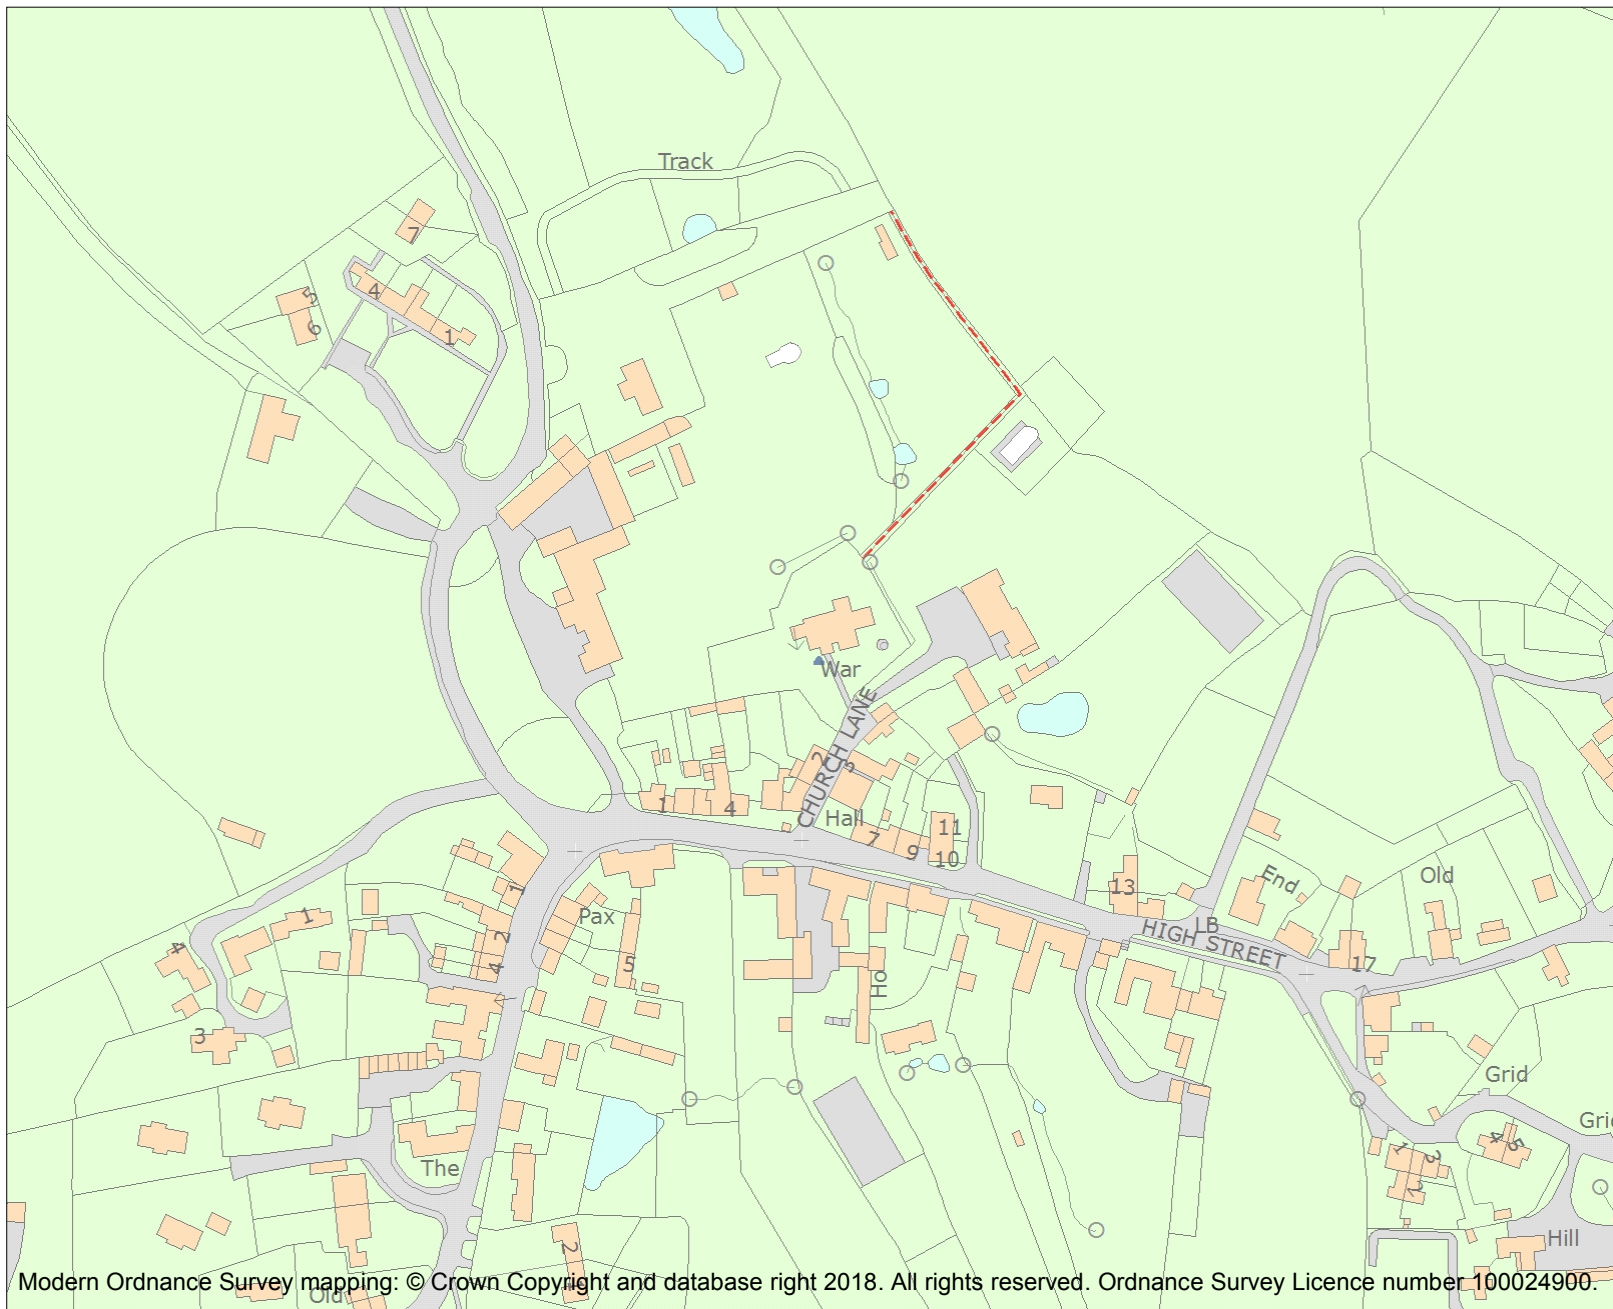 Track
7
5
4
6
1
War
CHURCH LANE
2
3
1
4
Hall
7
9
11
10
13
End
Old
LB
HIGH STREET
17
1
Pax
1
2
4
5
4
3
Ho
Grid
Grid
The
1
3
2
4
5
Hill
2
Old
Modern Ordnance Survey mapping: © Crown Copyright and database right 2018. All rights reserved. Ordnance Survey Licence number 100024900.